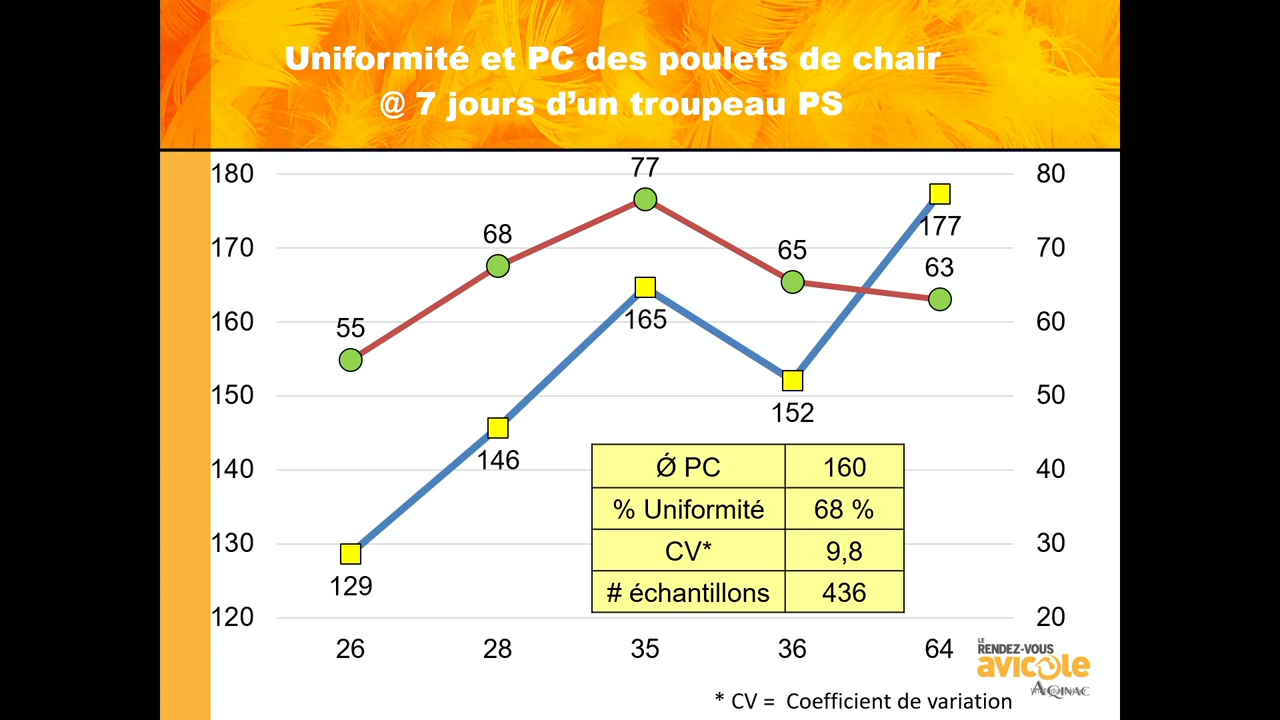 Uniformité et PC des poulets de chair
@ 7 jours d’un troupeau PS
180
170
160
150
140
130
120
80
70
60
50
40
30
20
55
68
77
65
63
129
146
165
152
177
Ǿ PC 160
% Uniformité 68 %
CV* 9,8
# échantillons 436
26 28 35 36 64
LE
RENDEZ-VOUS
avicole
AQINAC
* CV = Coefficient de variation